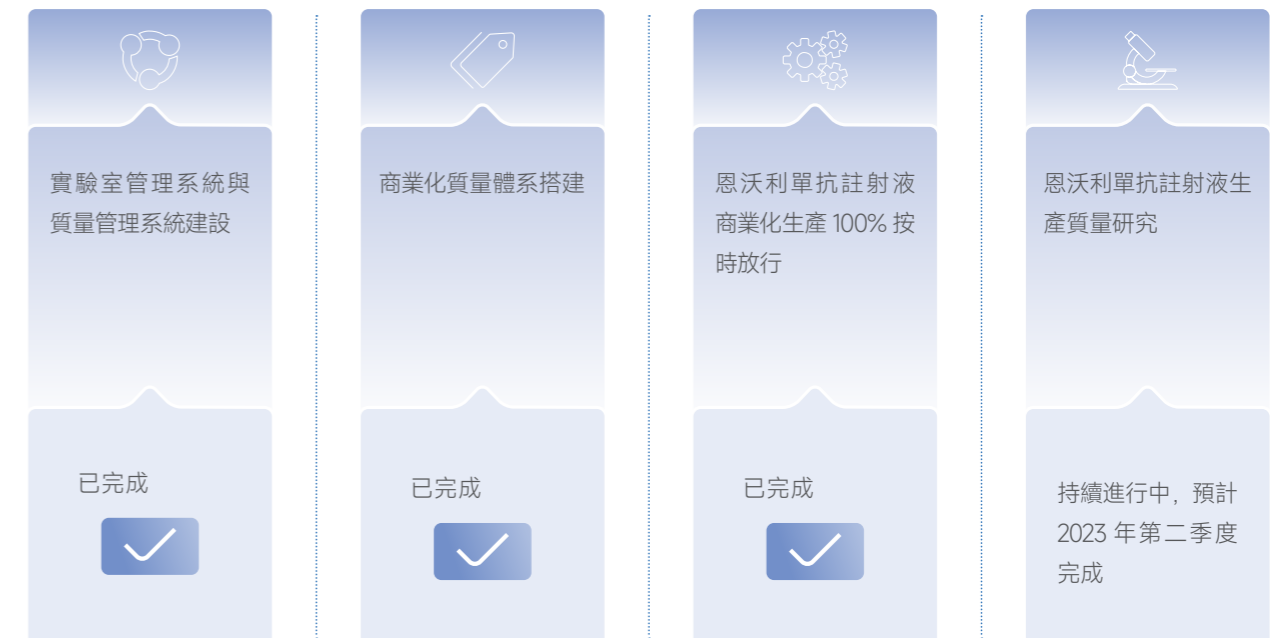 實驗室管理系統與
質量管理系統建設
已完成
商業化質量體系搭建
已完成
恩沃利單抗註射液
商業化生產 100% 按
時放行
已完成
恩沃利單抗註射液生
產質量研究
持續進行中，預計
2023 年第二季度
完成